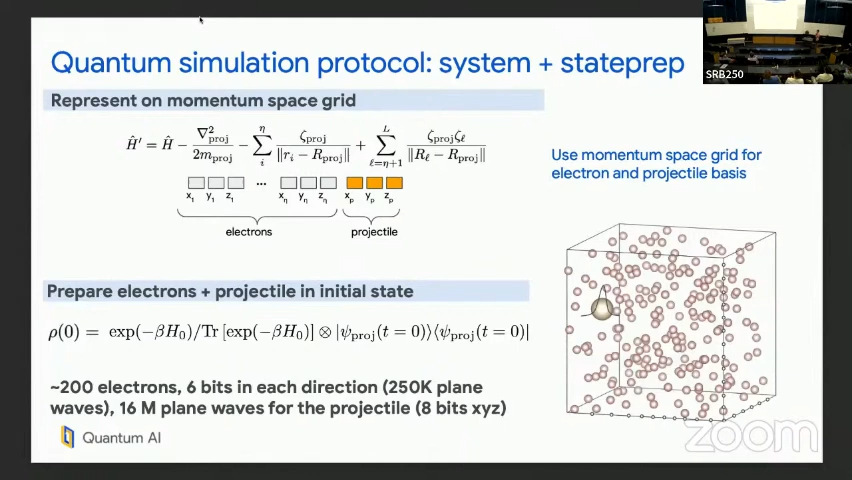 SRB250
Quantum simulation protocol: system + stateprep
Represent on momentum space grid
Ĥ′ = Ĥ − ∇²_proj / 2m_proj − Σ_i^η ζ_proj / ‖r_i − R_proj‖ + Σ_{ℓ=η+1}^L ζ_proj ζ_ℓ / ‖R_ℓ − R_proj‖
x₁ y₁ z₁ ... x_η y_η z_η x_p y_p z_p
electrons projectile
Use momentum space grid for
electron and projectile basis
Prepare electrons + projectile in initial state
ρ(0) = exp(−βH₀)/Tr [exp(−βH₀)] ⊗ |ψ_proj(t = 0)⟩⟨ψ_proj(t = 0)|
~200 electrons, 6 bits in each direction (250K plane
waves), 16 M plane waves for the projectile (8 bits xyz)
Quantum AI
zoom